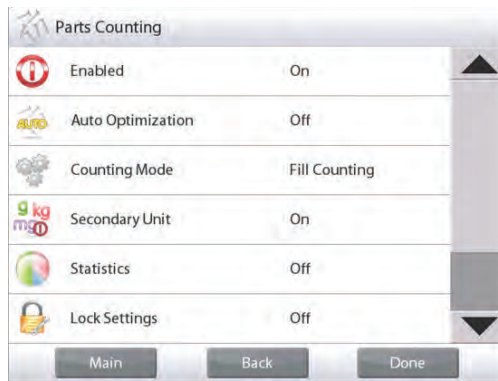 Parts Counting
Enabled On
AUTO Auto Optimization Off
Counting Mode Fill Counting
g kg
mg Secondary Unit On
Statistics Off
Lock Settings Off
Main Back Done